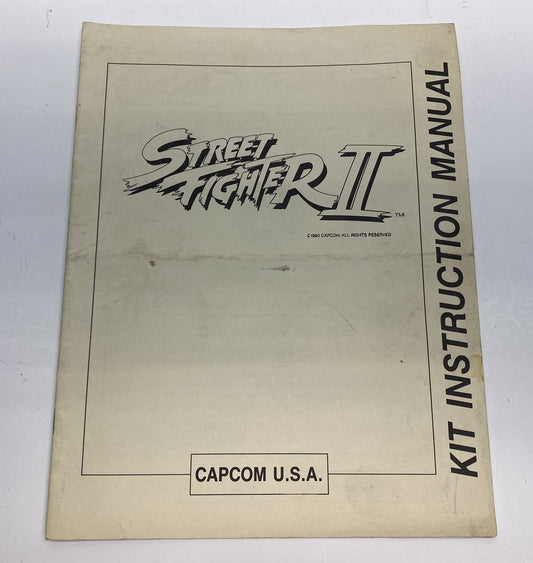 STREET
FIGHTER II
TM
©1990 CAPCOM ALL RIGHTS RESERVED
KIT INSTRUCTION MANUAL
CAPCOM U.S.A.